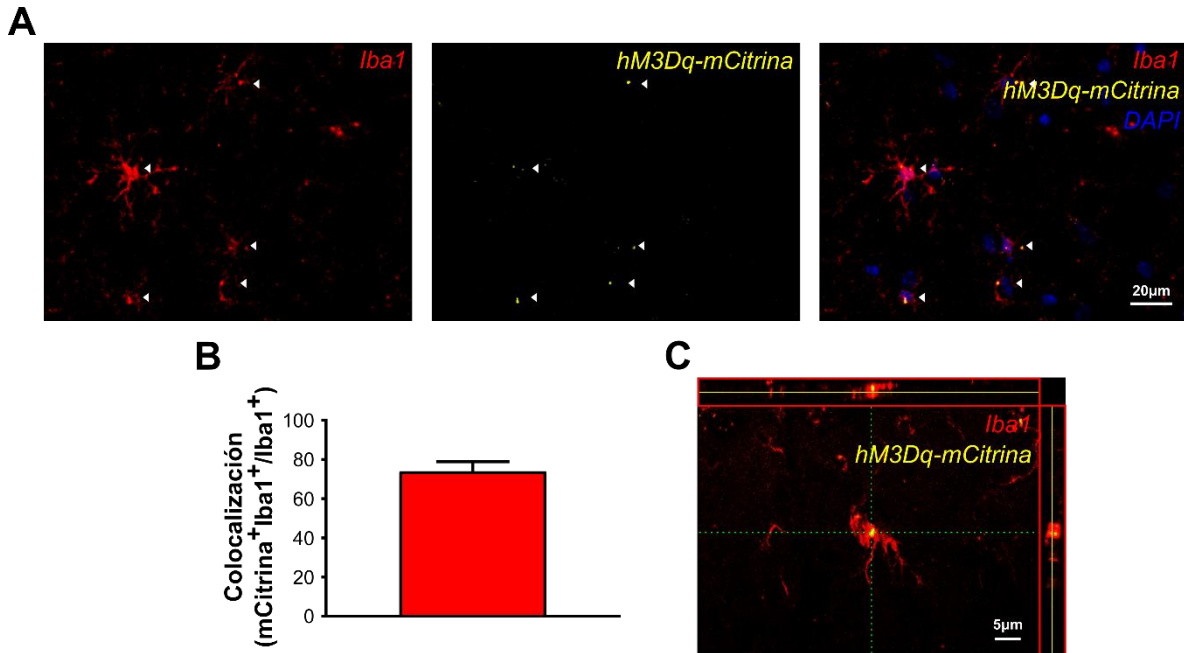 A
Iba1
hM3Dq-mCitrina
Iba1
hM3Dq-mCitrina
DAPI
20µm
B
Colocalización
(mCitrina⁺Iba1⁺/Iba1⁺)
100
80
60
40
20
0
C
Iba1
hM3Dq-mCitrina
5µm